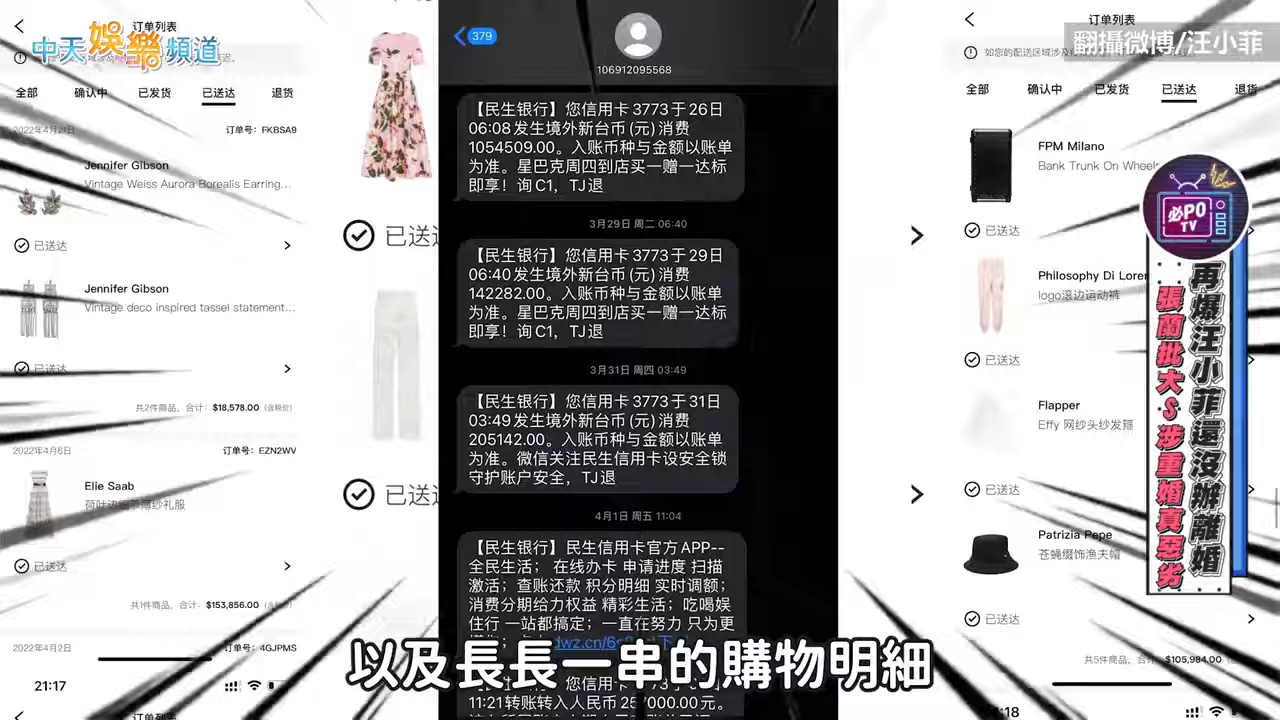 订单列表
中天娛樂頻道
全部
确认中
已发货
已送达
退货
2022年4月21日
订单号：FKBSA9
Jennifer Gibson
Vintage Weiss Aurora Borealis Earring...
已送达
Jennifer Gibson
Vintage deco inspired tassel statement...
已送达
共2件商品，合计：$18,578.00（含税价）
2022年4月6日
订单号：EZN2WV
Elie Saab
已送达
共1件商品，合计：$153,856.00
2022年4月2日
订单号：4GJPMS
21:17
订单列表
已送达
已送达
379
106912095568
【民生银行】您信用卡3773于26日
06:08发生境外新台币(元)消费
1054509.00。入账币种与金额以账单
为准。星巴克周四到店买一赠一达标
即享！询C1，TJ退
3月29日 周二 06:40
【民生银行】您信用卡3773于29日
06:40发生境外新台币(元)消费
142282.00。入账币种与金额以账单
为准。星巴克周四到店买一赠一达标
即享！询C1，TJ退
3月31日 周四 03:49
【民生银行】您信用卡3773于31日
03:49发生境外新台币(元)消费
205142.00。入账币种与金额以账单
为准。微信关注民生信用卡设安全锁
守护账户安全，TJ退
4月1日 周五 11:04
【民生银行】民生信用卡官方APP--
全民生活；在线办卡 申请进度 扫描
激活；查账还款 积分明细 实时调额；
消费分期给力权益 精彩生活；吃喝娱
住行 一站都搞定；一直在努力 只为更
11:21转账转入人民币
000.00元。
订单列表
翻攝微博/汪小菲
全部
确认中
已发货
已送达
退货
FPM Milano
Bank Trunk On Wheels
已送达
Philosophy Di Loren
logo滚边运动裤
已送达
Flapper
Effy 网纱头纱发箍
已送达
Patrizia Pepe
苍蝇缀饰渔夫帽
已送达
共5件商品，合计：$105,984.00
必PO
TV
再爆汪小菲還沒辦離婚
張蘭批大S涉重婚真惡劣
以及長長一串的購物明細